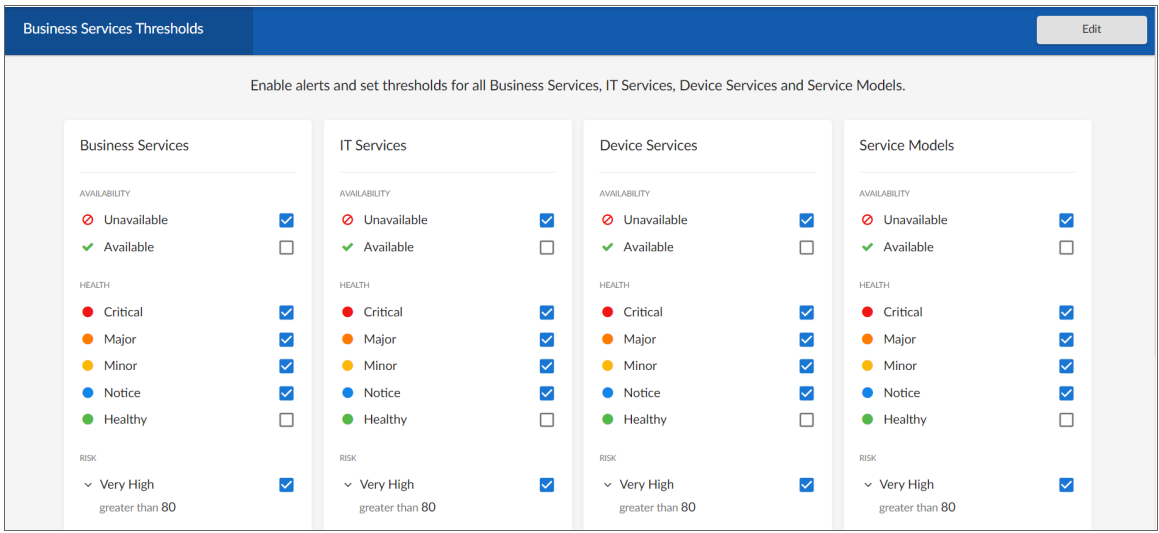 Business Services Thresholds
Edit
Enable alerts and set thresholds for all Business Services, IT Services, Device Services and Service Models.
Business Services
AVAILABILITY
Unavailable
Available
HEALTH
Critical
Major
Minor
Notice
Healthy
RISK
Very High
greater than 80
IT Services
AVAILABILITY
Unavailable
Available
HEALTH
Critical
Major
Minor
Notice
Healthy
RISK
Very High
greater than 80
Device Services
AVAILABILITY
Unavailable
Available
HEALTH
Critical
Major
Minor
Notice
Healthy
RISK
Very High
greater than 80
Service Models
AVAILABILITY
Unavailable
Available
HEALTH
Critical
Major
Minor
Notice
Healthy
RISK
Very High
greater than 80